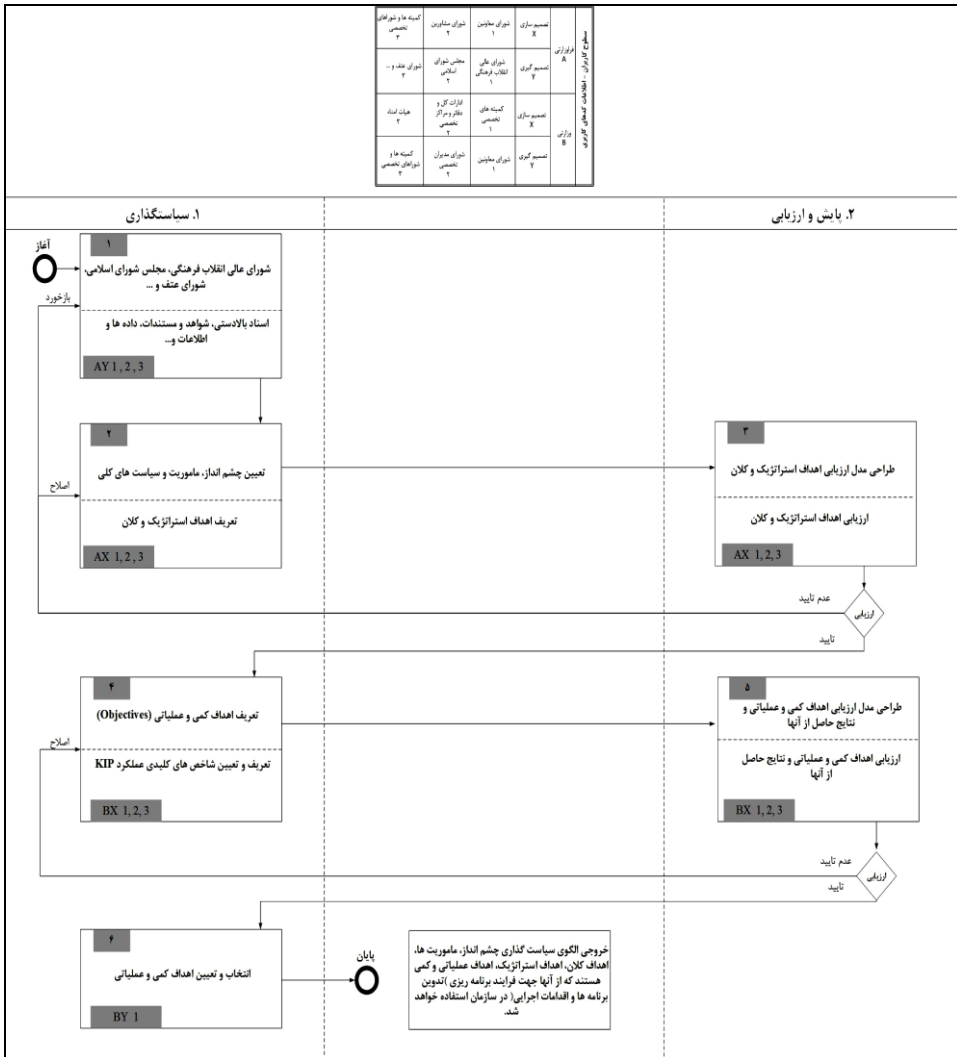 سطوح کاربران - اطلاعات کدهای کاربری
فراوزارتی
A
تصمیم سازی
X
شورای معاونین
۱
شورای مشاورین
۲
کمیته ها و شوراهای
تخصصی
۳
تصمیم گیری
Y
شورای عالی
انقلاب فرهنگی
۱
مجلس شورای
اسلامی
۲
شورای عتف و ...
۳
وزارتی
B
تصمیم سازی
X
کمیته های
تخصصی
۱
ادارات کل و
دفاتر و مراکز
تخصصی
۲
هیات امناء
۳
تصمیم گیری
Y
شورای معاونین
۱
شورای مدیران
تخصصی
۲
کمیته ها و
شوراهای تخصصی
۳
۱. سیاستگذاری
۲. پایش و ارزیابی
آغاز
۱
شورای عالی انقلاب فرهنگی، مجلس شورای اسلامی،
شورای عتف و ...
اسناد بالادستی، شواهد و مستندات، داده ها و
اطلاعات و...
AY 1 , 2 , 3
بازخورد
۲
تعیین چشم انداز، ماموریت و سیاست های کلی
تعریف اهداف استراتژیک و کلان
AX 1, 2 , 3
اصلاح
۳
طراحی مدل ارزیابی اهداف استراتژیک و کلان
ارزیابی اهداف استراتژیک و کلان
AX 1, 2, 3
ارزیابی
عدم تایید
تایید
۴
تعریف اهداف کمی و عملیاتی (Objectives)
تعریف و تعیین شاخص های کلیدی عملکرد KIP
BX 1, 2, 3
اصلاح
۵
طراحی مدل ارزیابی اهداف کمی و عملیاتی و
نتایج حاصل از آنها
ارزیابی اهداف کمی و عملیاتی و نتایج حاصل
از آنها
BX 1, 2, 3
ارزیابی
عدم تایید
تایید
۶
انتخاب و تعیین اهداف کمی و عملیاتی
BY 1
پایان
خروجی الگوی سیاست گذاری چشم انداز، ماموریت ها،
اهداف کلان، اهداف استراتژیک، اهداف عملیاتی و کمی
هستند که از آنها جهت فرایند برنامه ریزی )تدوین
برنامه ها و اقدامات اجرایی( در سازمان استفاده خواهد
شد.